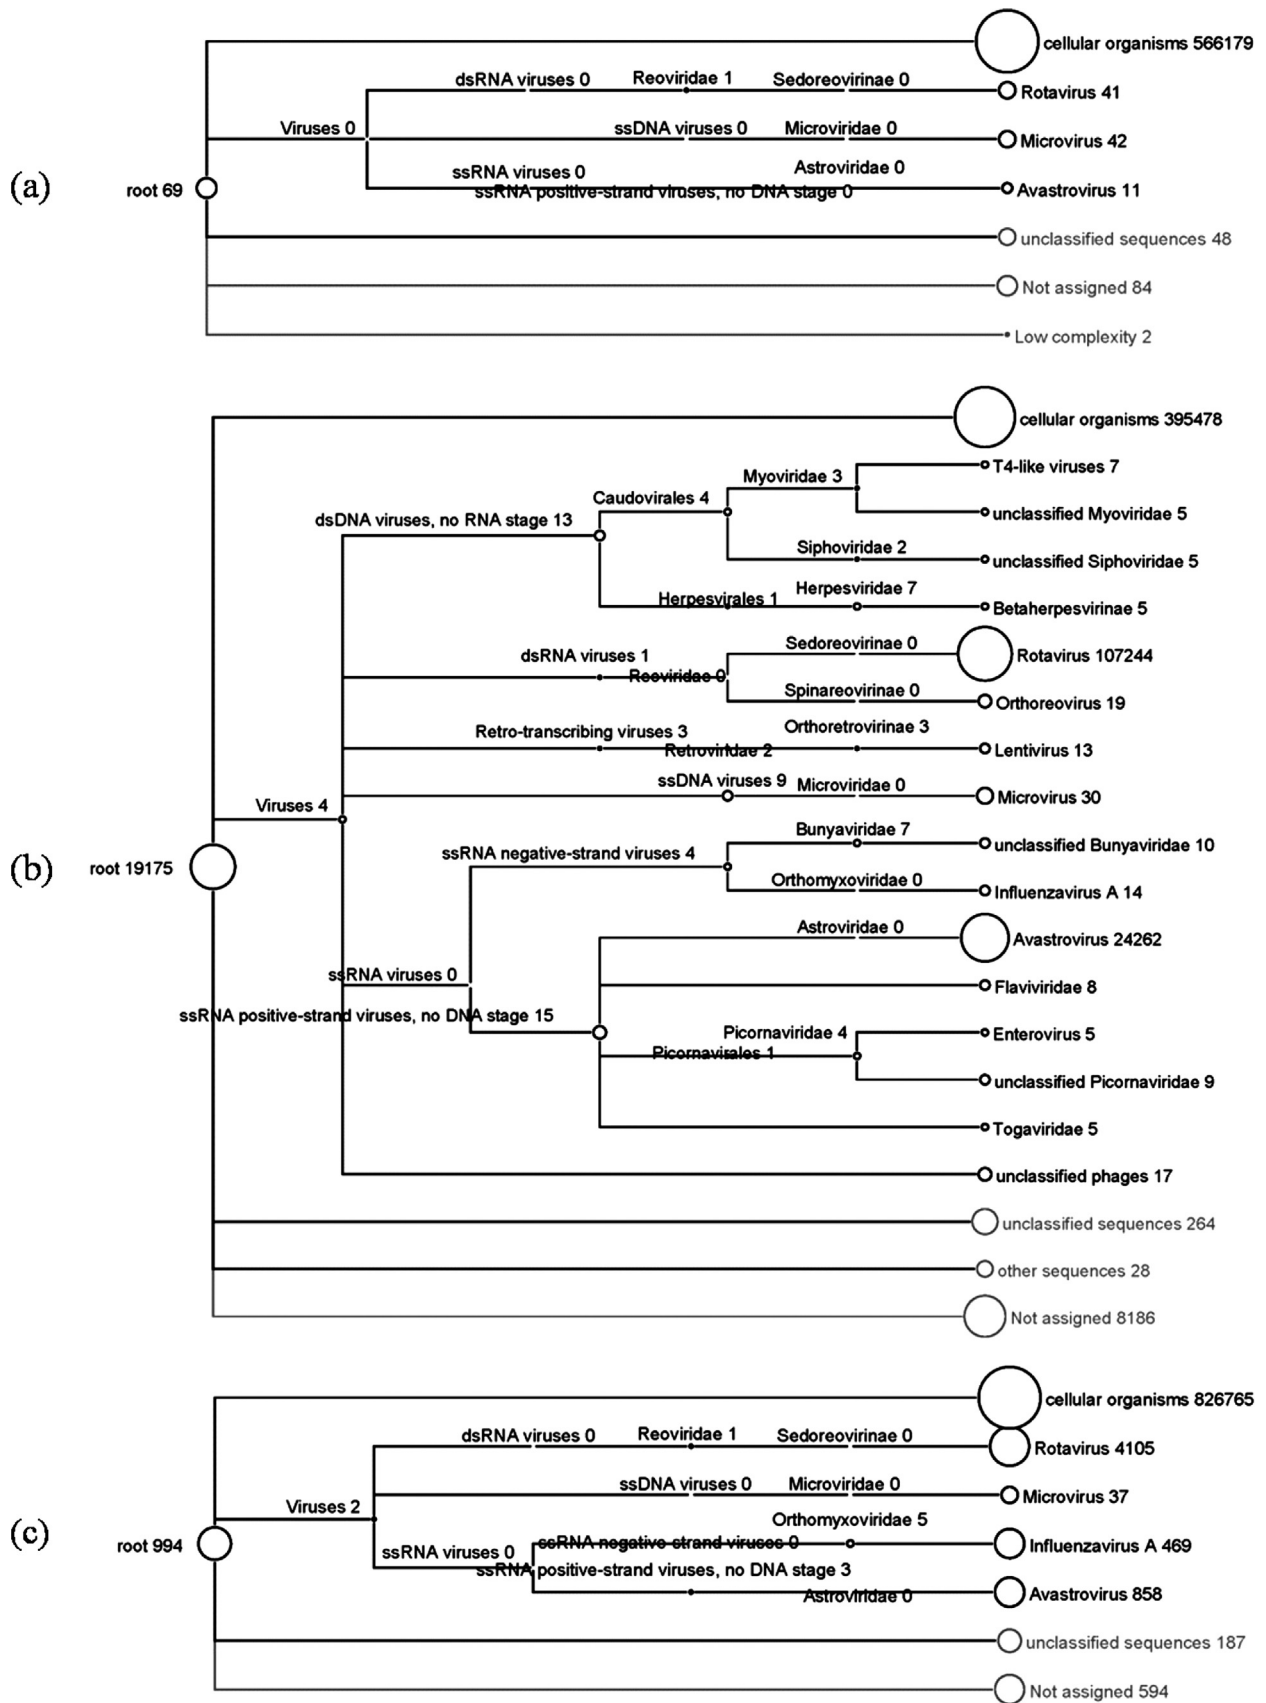 cellular organisms 566179
dsRNA viruses 0 Reoviridae 1 Sedoreovirinae 0
Rotavirus 41
Viruses 0 ssDNA viruses 0 Microviridae 0
Microvirus 42
ssRNA viruses 0 Astroviridae 0
(a) root 69 ssRNA positive-strand viruses, no DNA stage 0 Avastrovirus 11
unclassified sequences 48
Not assigned 84
Low complexity 2
cellular organisms 395478
T4-like viruses 7
Myoviridae 3
Caudovirales 4
unclassified Myoviridae 5
dsDNA viruses, no RNA stage 13
Siphoviridae 2
unclassified Siphoviridae 5
Herpesvirales 1 Herpesviridae 7
Betaherpesvirinae 5
Sedoreovirinae 0
dsRNA viruses 1 Rotavirus 107244
Reoviridae 0
Spinareovirinae 0
Orthoreovirus 19
Retro-transcribing viruses 3 Orthoretrovirinae 3
Retroviridae 2 Lentivirus 13
ssDNA viruses 9 Microviridae 0
Microvirus 30
Viruses 4
Bunyaviridae 7
unclassified Bunyaviridae 10
ssRNA negative-strand viruses 4
(b) root 19175
Orthomyxoviridae 0
Influenzavirus A 14
Astroviridae 0
Avastrovirus 24262
ssRNA viruses 0
Flaviviridae 8
ssRNA positive-strand viruses, no DNA stage 15
Picornaviridae 4 Enterovirus 5
Picornavirales 1
unclassified Picornaviridae 9
Togaviridae 5
unclassified phages 17
unclassified sequences 264
other sequences 28
Not assigned 8186
cellular organisms 826765
dsRNA viruses 0 Reoviridae 1 Sedoreovirinae 0
Rotavirus 4105
ssDNA viruses 0 Microviridae 0
Microvirus 37
Viruses 2
Orthomyxoviridae 5
(c) root 994 ssRNA viruses 0 ssRNA negative-strand viruses 0 Influenzavirus A 469
ssRNA positive-strand viruses, no DNA stage 3
Astroviridae 0 Avastrovirus 858
unclassified sequences 187
Not assigned 594